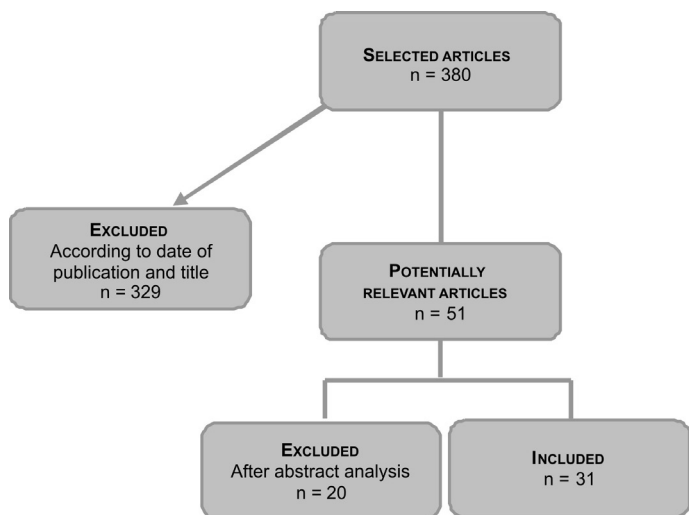 SELECTED ARTICLES
n = 380
EXCLUDED
According to date of
publication and title
n = 329
POTENTIALLY
RELEVANT ARTICLES
n = 51
EXCLUDED
After abstract analysis
n = 20
INCLUDED
n = 31